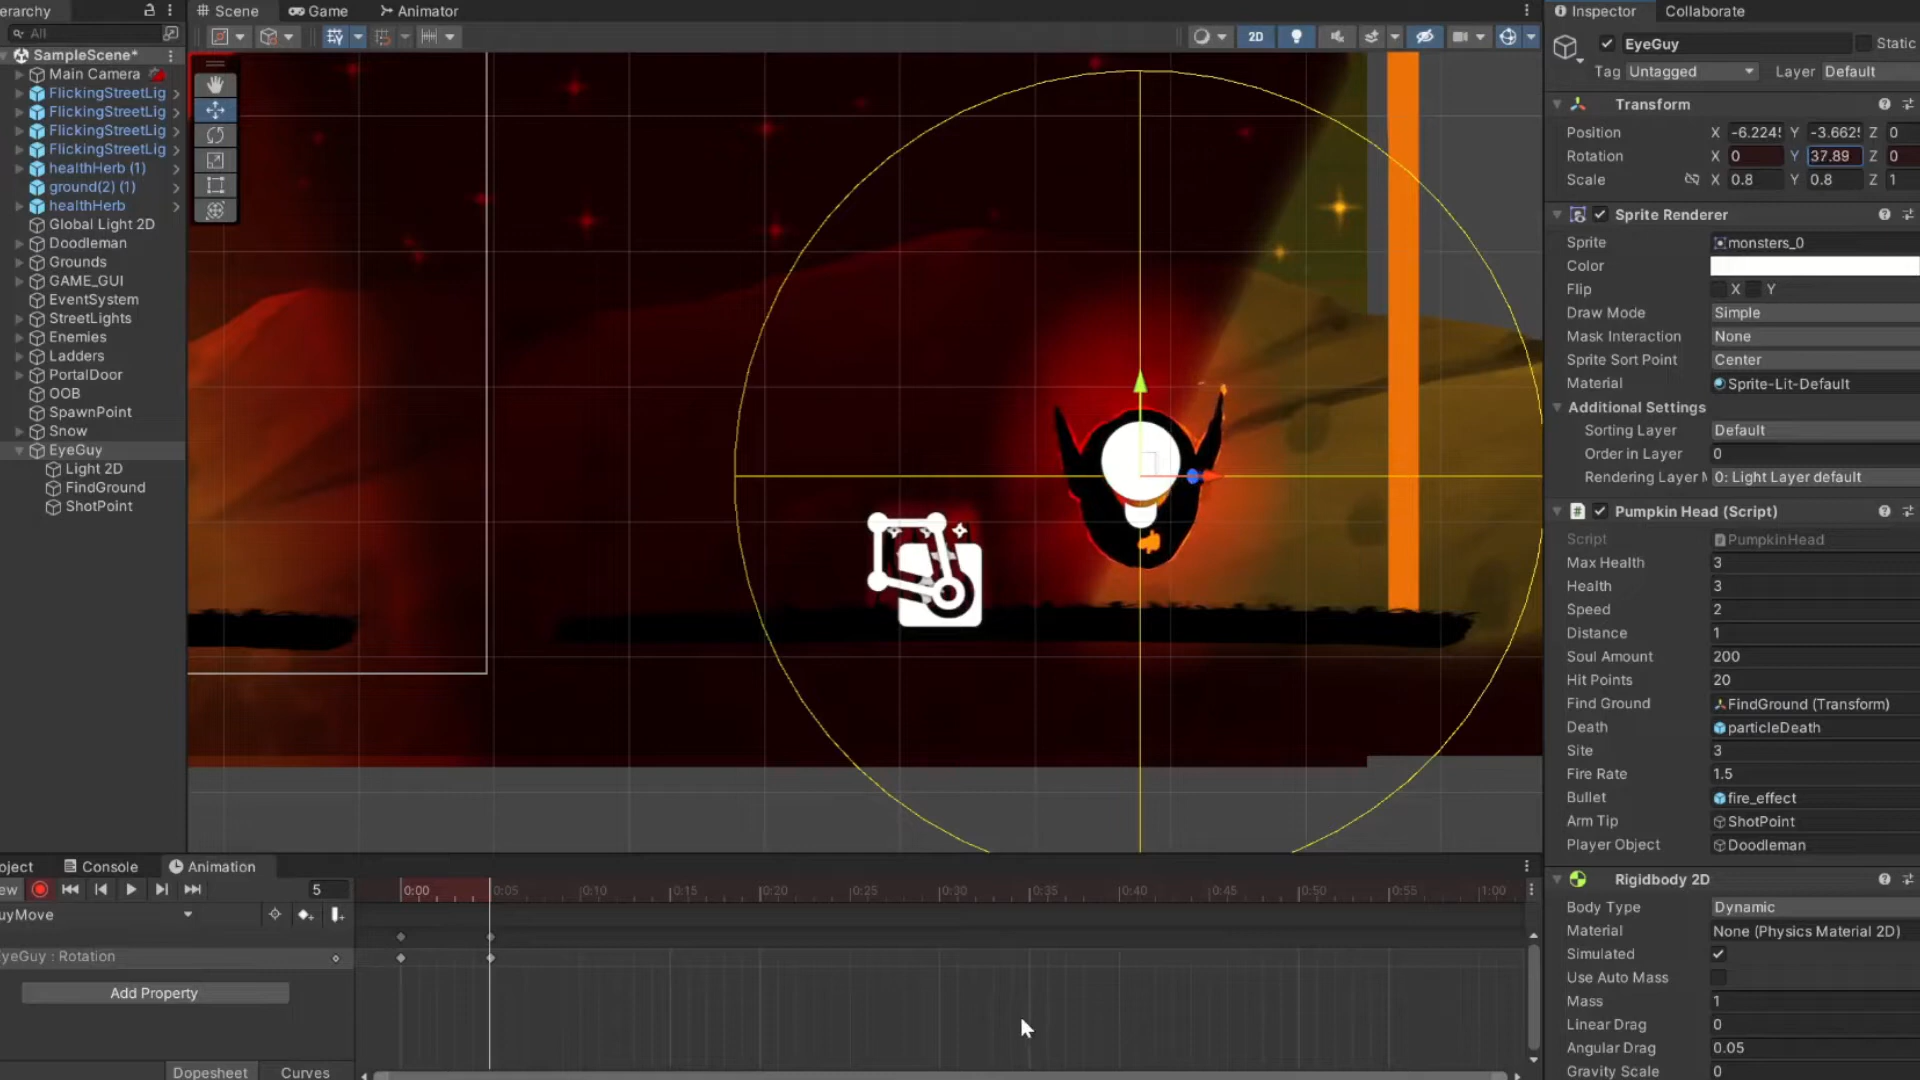 erarchy
Scene
Game
Animator
Inspector
Collaborate
All
2D
EyeGuy
Static
Tag Untagged
Layer Default
SampleScene*
Main Camera
FlickingStreetLig
FlickingStreetLig
FlickingStreetLig
FlickingStreetLig
healthHerb (1)
ground(2) (1)
healthHerb
Global Light 2D
Doodleman
Grounds
GAME_GUI
EventSystem
StreetLights
Enemies
Ladders
PortalDoor
OOB
SpawnPoint
Snow
EyeGuy
Light 2D
FindGround
ShotPoint
Transform
Position X -6.224 Y -3.662 Z 0
Rotation X 0 Y 37.89 Z 0
Scale X 0.8 Y 0.8 Z 1
Sprite Renderer
Sprite monsters_0
Color
Flip X Y
Draw Mode Simple
Mask Interaction None
Sprite Sort Point Center
Material Sprite-Lit-Default
Additional Settings
Sorting Layer Default
Order in Layer 0
Rendering Layer 0: Light Layer default
Pumpkin Head (Script)
Script PumpkinHead
Max Health 3
Health 3
Speed 2
Distance 1
Soul Amount 200
Hit Points 20
Find Ground FindGround (Transform)
Death particleDeath
Site 3
Fire Rate 1.5
Bullet fire_effect
Arm Tip ShotPoint
Player Object Doodleman
Rigidbody 2D
Body Type Dynamic
Material None (Physics Material 2D)
Simulated
Use Auto Mass
Mass 1
Linear Drag 0
Angular Drag 0.05
Gravity Scale 0
oject
Console
Animation
ew
5
0:00 0:05 0:10 0:15 0:20 0:25 0:30 0:35 0:40 0:45 0:50 0:55 1:00
uyMove
yeGuy : Rotation
Add Property
Dopesheet
Curves